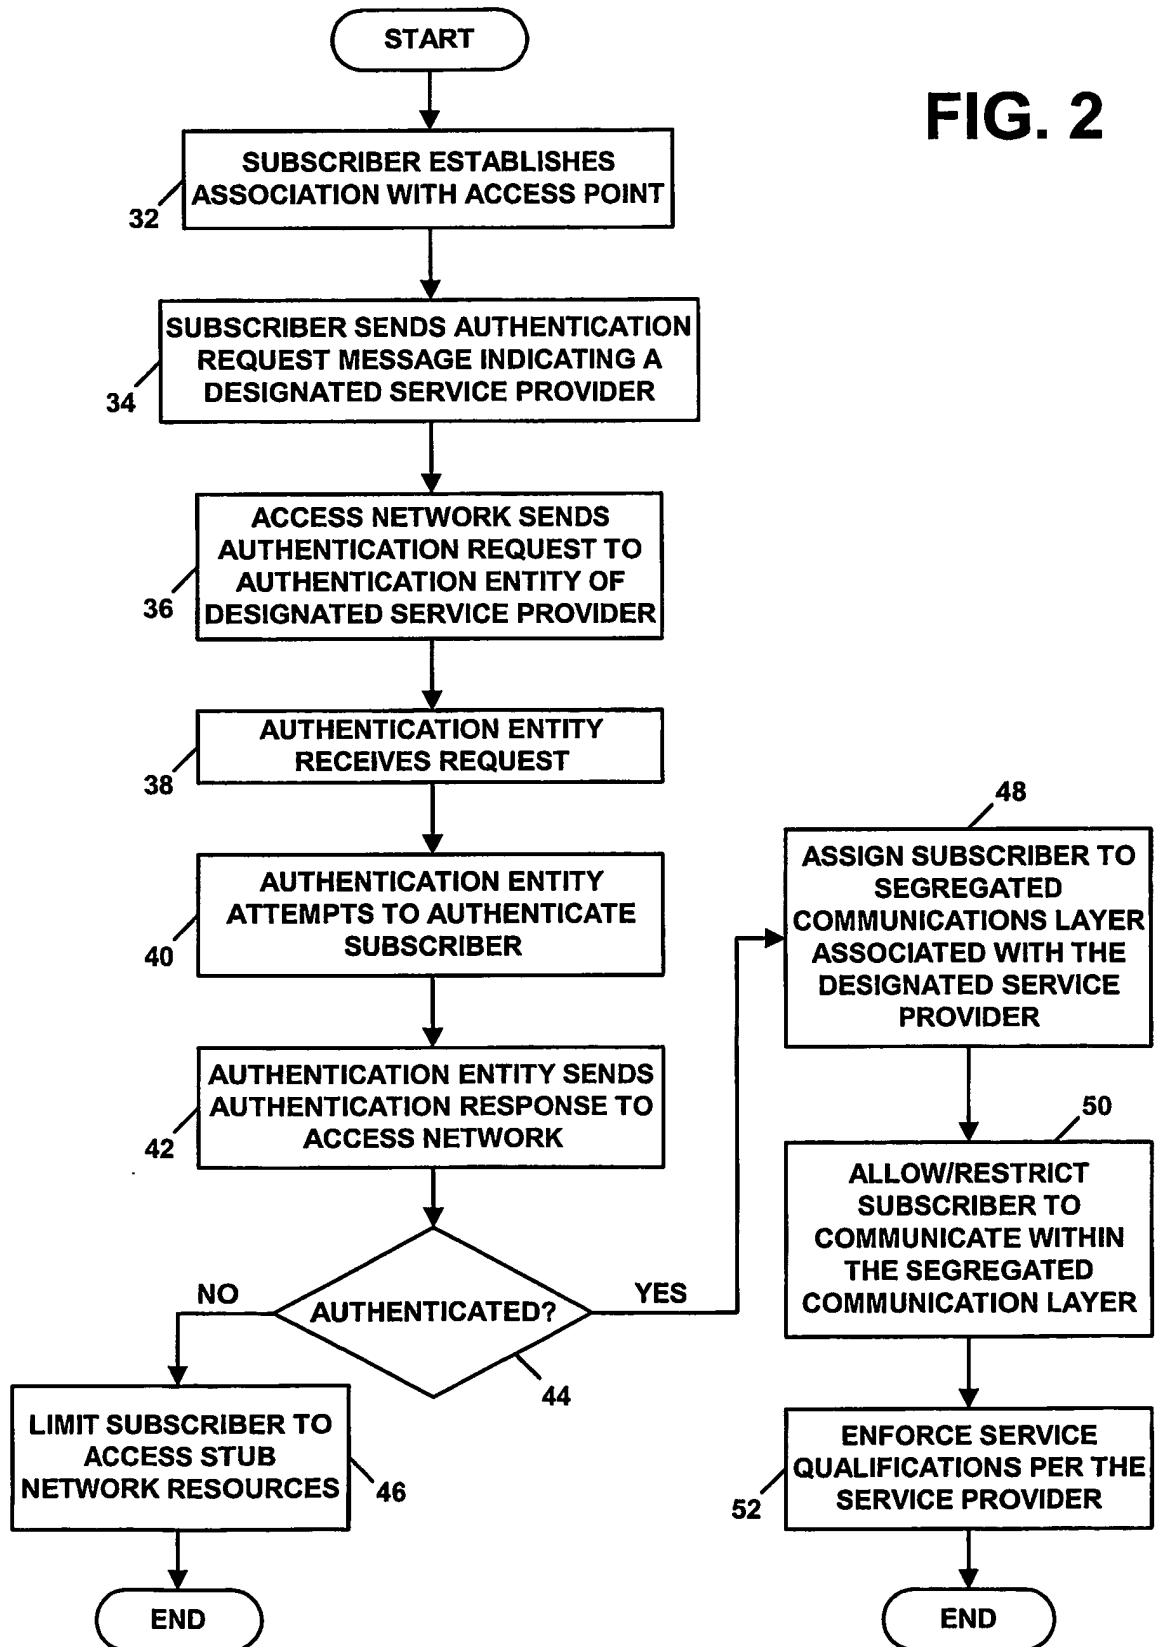 START
FIG. 2
SUBSCRIBER ESTABLISHES
ASSOCIATION WITH ACCESS POINT
32
SUBSCRIBER SENDS AUTHENTICATION
REQUEST MESSAGE INDICATING A
DESIGNATED SERVICE PROVIDER
34
ACCESS NETWORK SENDS
AUTHENTICATION REQUEST TO
AUTHENTICATION ENTITY OF
DESIGNATED SERVICE PROVIDER
36
AUTHENTICATION ENTITY
RECEIVES REQUEST
38
AUTHENTICATION ENTITY
ATTEMPTS TO AUTHENTICATE
SUBSCRIBER
40
AUTHENTICATION ENTITY SENDS
AUTHENTICATION RESPONSE TO
ACCESS NETWORK
42
AUTHENTICATED?
44
NO
YES
LIMIT SUBSCRIBER TO
ACCESS STUB
NETWORK RESOURCES
46
END
48
ASSIGN SUBSCRIBER TO
SEGREGATED
COMMUNICATIONS LAYER
ASSOCIATED WITH THE
DESIGNATED SERVICE
PROVIDER
50
ALLOW/RESTRICT
SUBSCRIBER TO
COMMUNICATE WITHIN
THE SEGREGATED
COMMUNICATION LAYER
ENFORCE SERVICE
QUALIFICATIONS PER THE
SERVICE PROVIDER
52
END